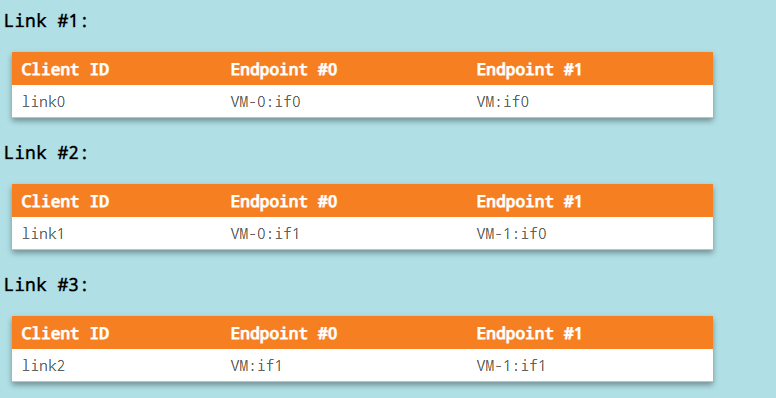 Link #1:
Client ID Endpoint #0 Endpoint #1
link0 VM-0:if0 VM:if0
Link #2:
Client ID Endpoint #0 Endpoint #1
link1 VM-0:if1 VM-1:if0
Link #3:
Client ID Endpoint #0 Endpoint #1
link2 VM:if1 VM-1:if1